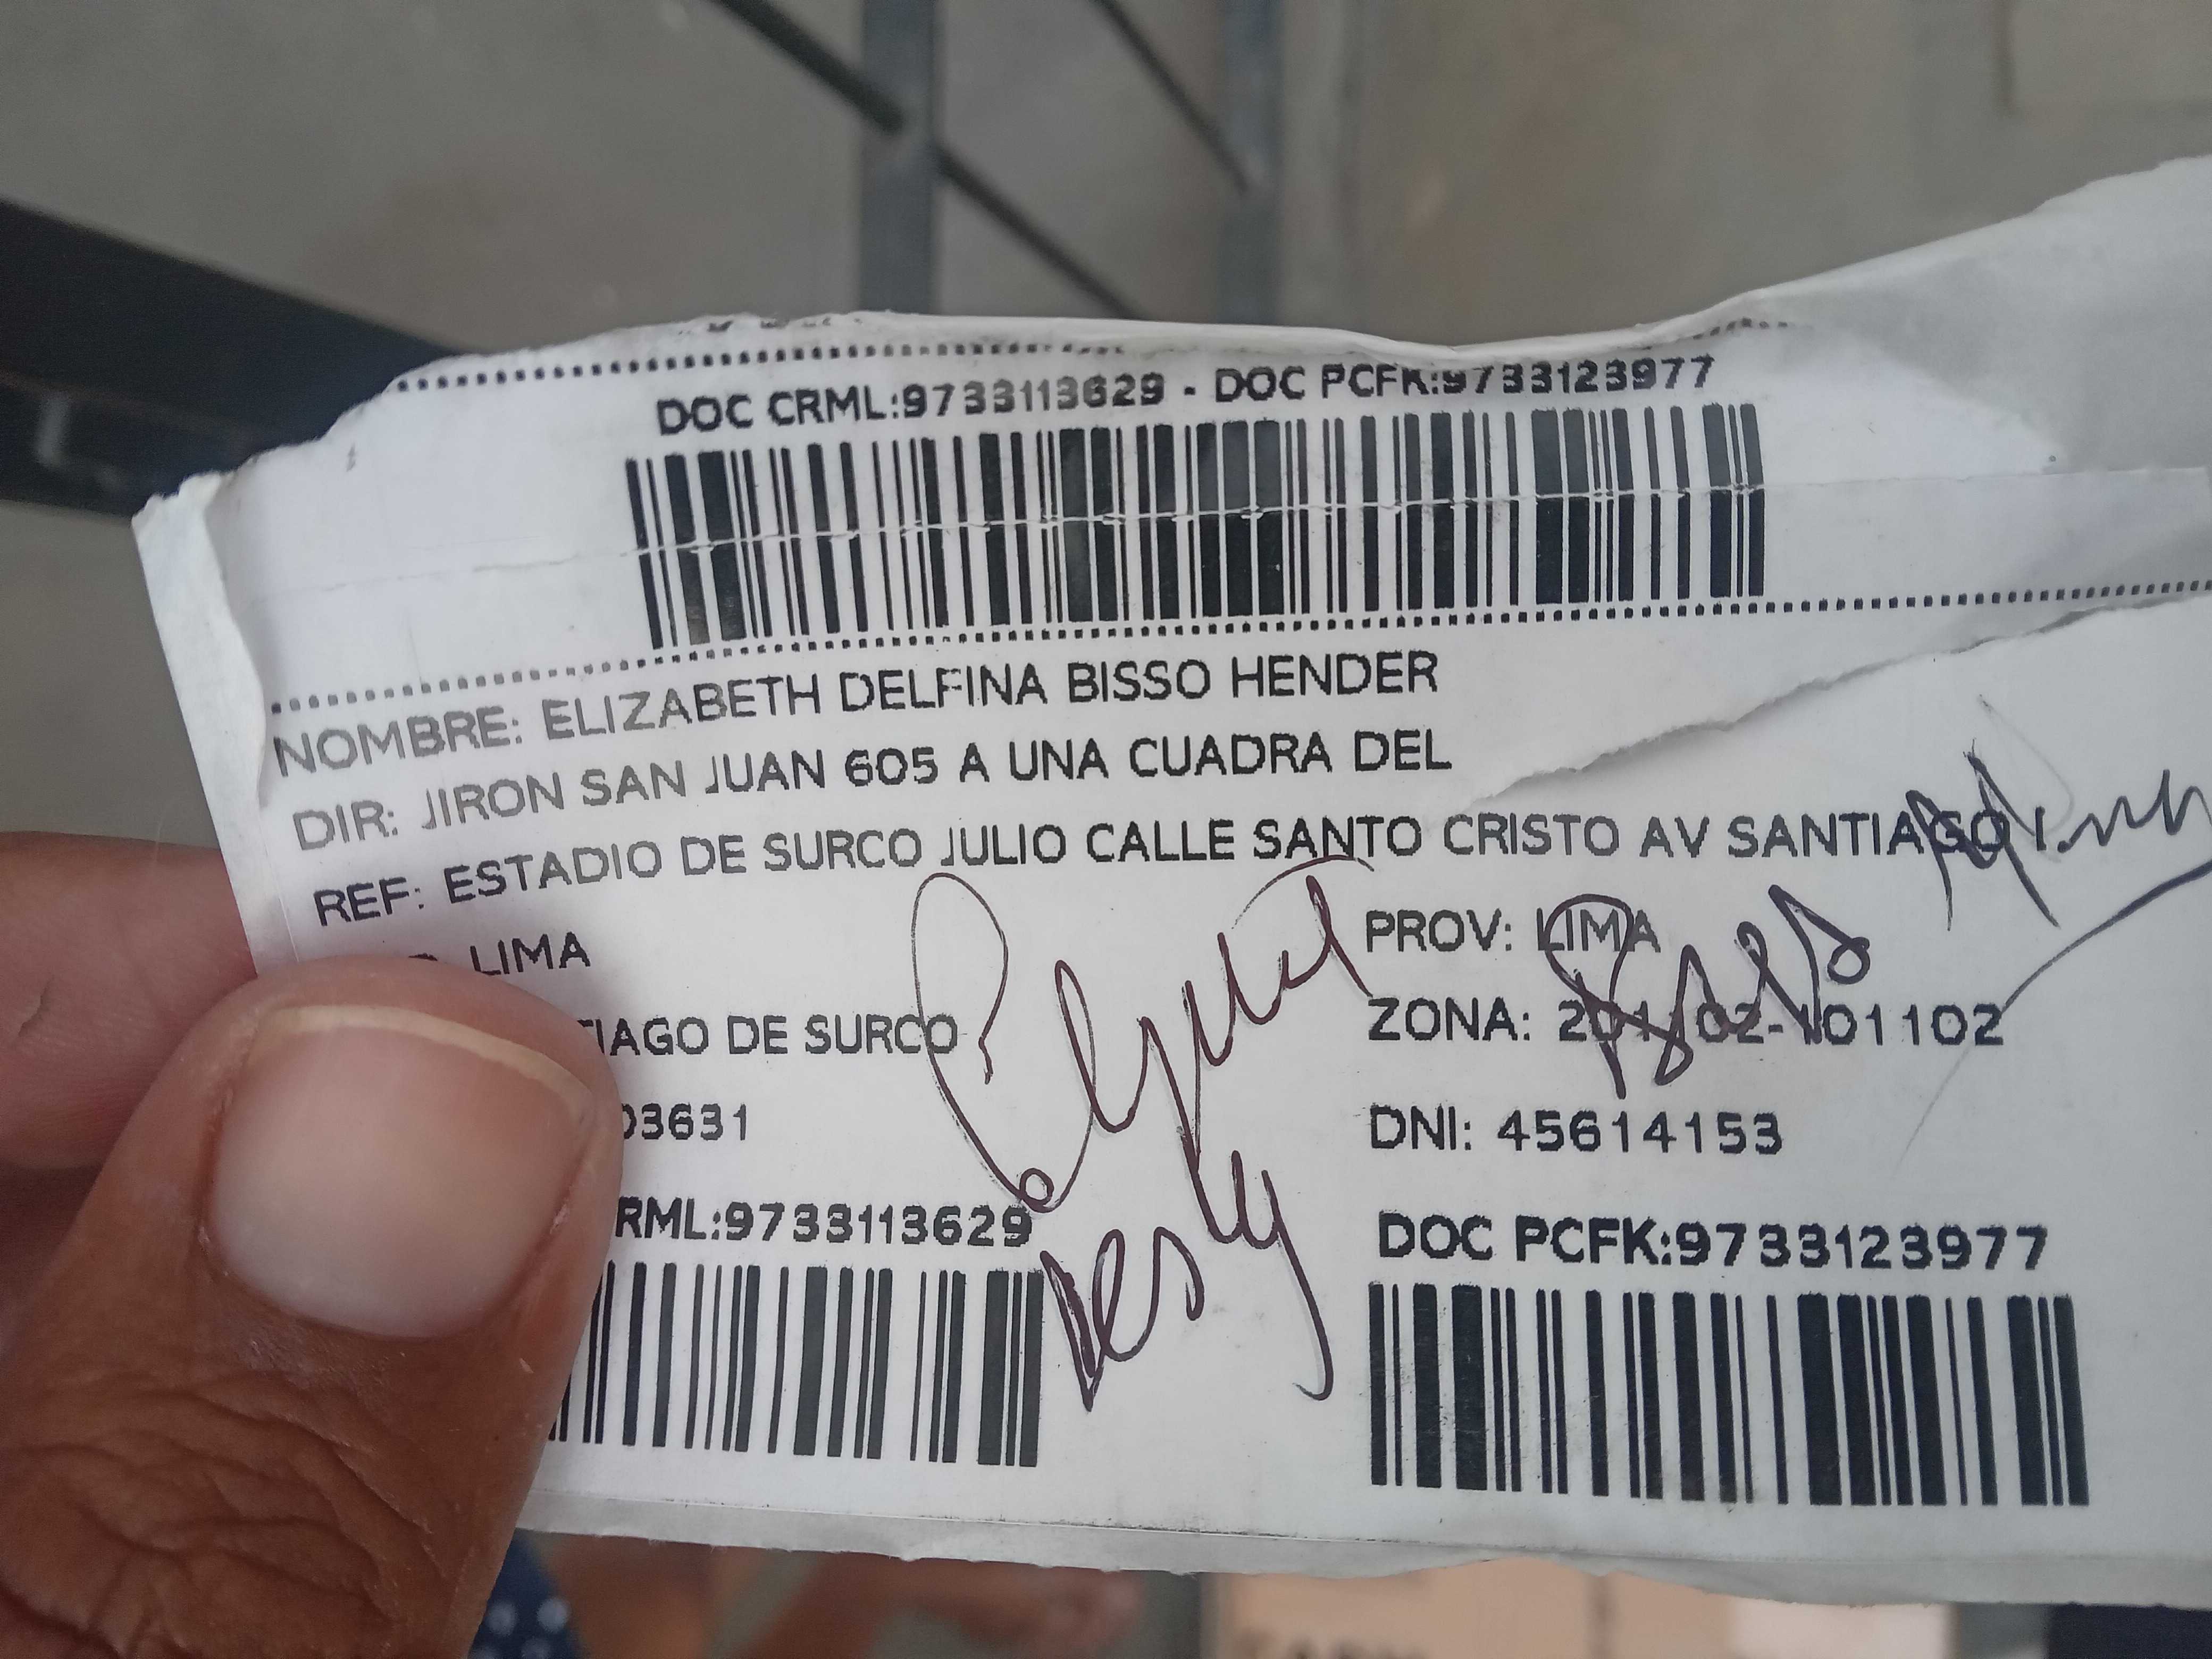 DOC CRML:9733113629 - DOC PCFK:9733123977
NOMBRE: ELIZABETH DELFINA BISSO HENDER
DIR: JIRON SAN JUAN 605 A UNA CUADRA DEL
REF: ESTADIO DE SURCO JULIO CALLE SANTO CRISTO AV SANTIAGO
LIMA
PROV: LIMA
TIAGO DE SURCO
ZONA: 201102-101102
03631
DNI: 45614153
RML:9733113629
DOC PCFK:9733123977